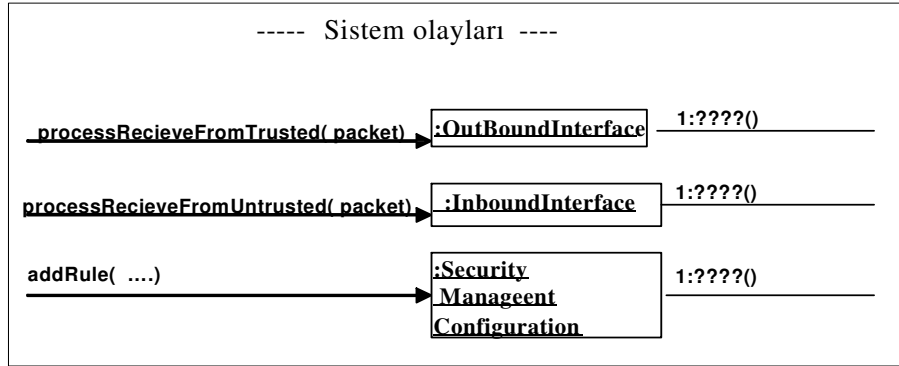 ----- Sistem olayları ----
processRecieveFromTrusted( packet)
:OutBoundInterface
1:????()
processRecieveFromUntrusted( packet)
:InboundInterface
1:????()
addRule( ....)
:Security
Manageent
Configuration
1:????()